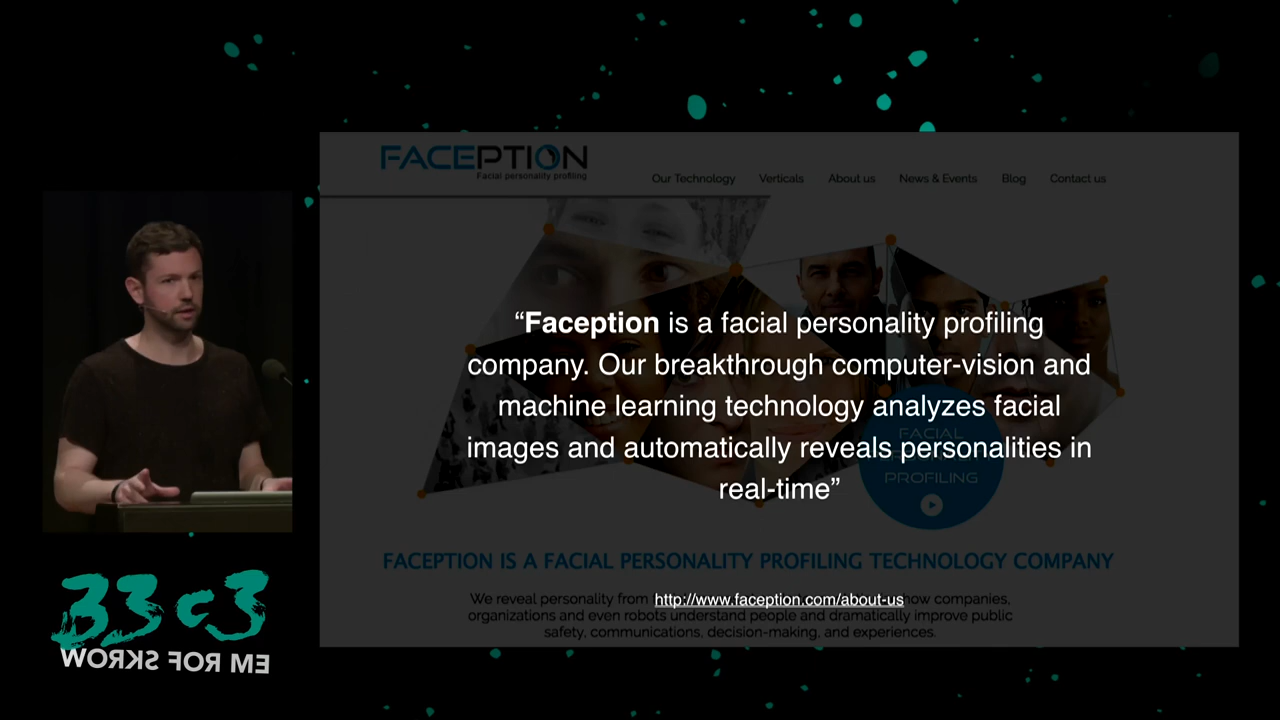 FACEPTION
Facial personality profiling
Our Technology Verticals About us News & Events Blog Contact us
“Faception is a facial personality profiling
company. Our breakthrough computer-vision and
machine learning technology analyzes facial
images and automatically reveals personalities in
real-time”
FACIAL
PROFILING
FACEPTION IS A FACIAL PERSONALITY PROFILING TECHNOLOGY COMPANY
We reveal personality from how companies,
http://www.faception.com/about-us
organizations and even robots understand people and dramatically improve public
safety, communications, decision-making, and experiences.
33c3
WORKS FOR ME